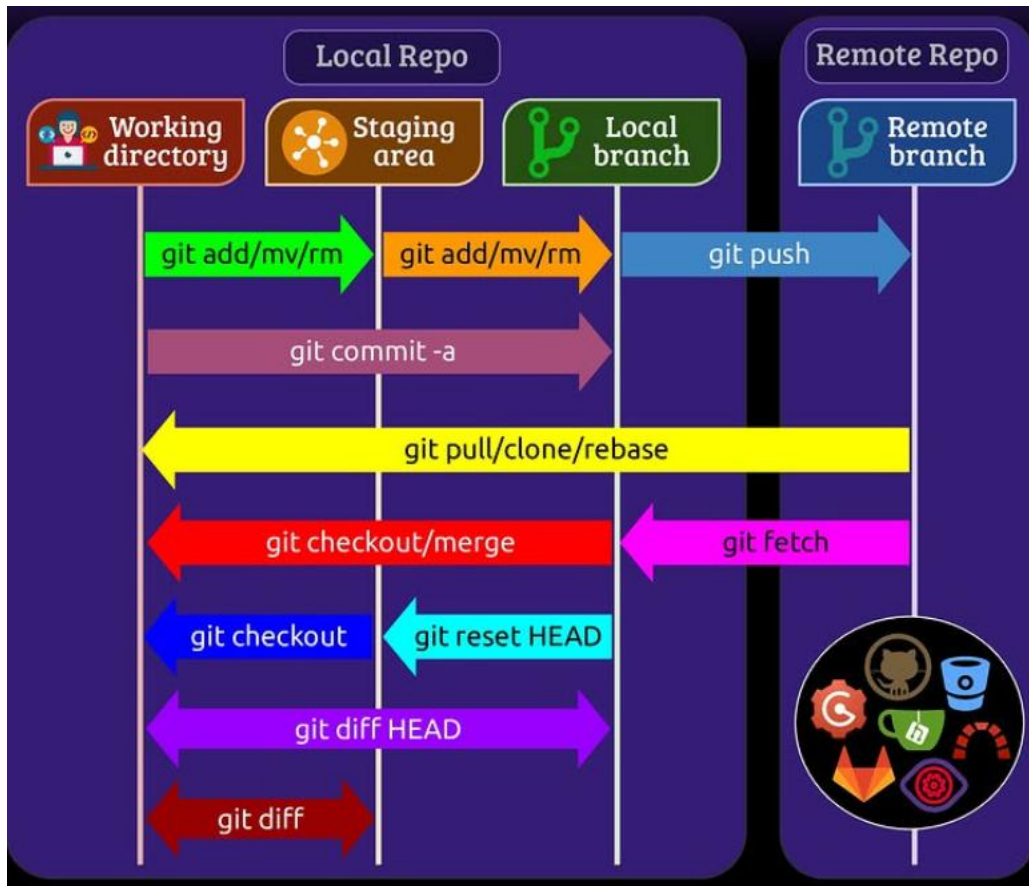 Local Repo
Remote Repo
Working
directory
Staging
area
Local
branch
Remote
branch
git add/mv/rm
git add/mv/rm
git push
git commit -a
git pull/clone/rebase
git checkout/merge
git fetch
git checkout
git reset HEAD
git diff HEAD
git diff